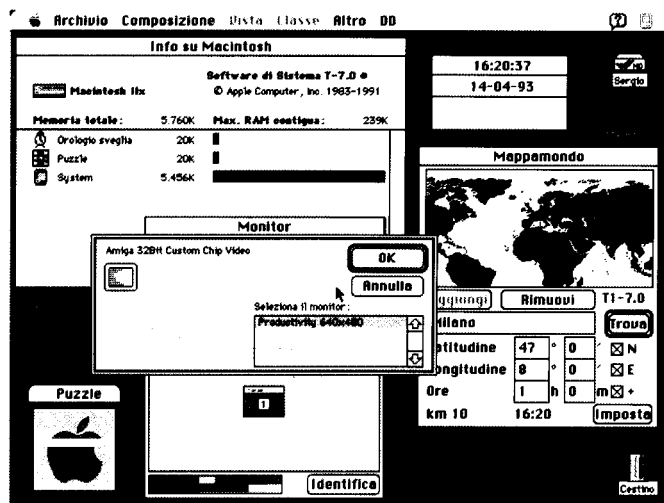 Archivio Composizione Vista Classe Altro DD
Info su Macintosh
Software di Sistema T-7.0
Macintosh IIx
© Apple Computer, Inc. 1983-1991
Memoria totale: 5.760K Max. RAM contigua: 239K
Orologio sveglia 20K
Puzzle 20K
System 5.456K
16:20:37
14-04-93
HD
Sergio
Mappamondo
Monitor
Amiga 32Bit Custom Chip Video
OK
Annulla
Seleziona il monitor:
Productivity 640x480
ggiungi Rimuovi T1-7.0
Milano Trova
atitudine 47 ° 0 ' N
ongitudine 8 ° 0 ' E
Ore 1 h 0 m +
km 10 16:20 Imposta
Puzzle
1
Identifica
Cestino